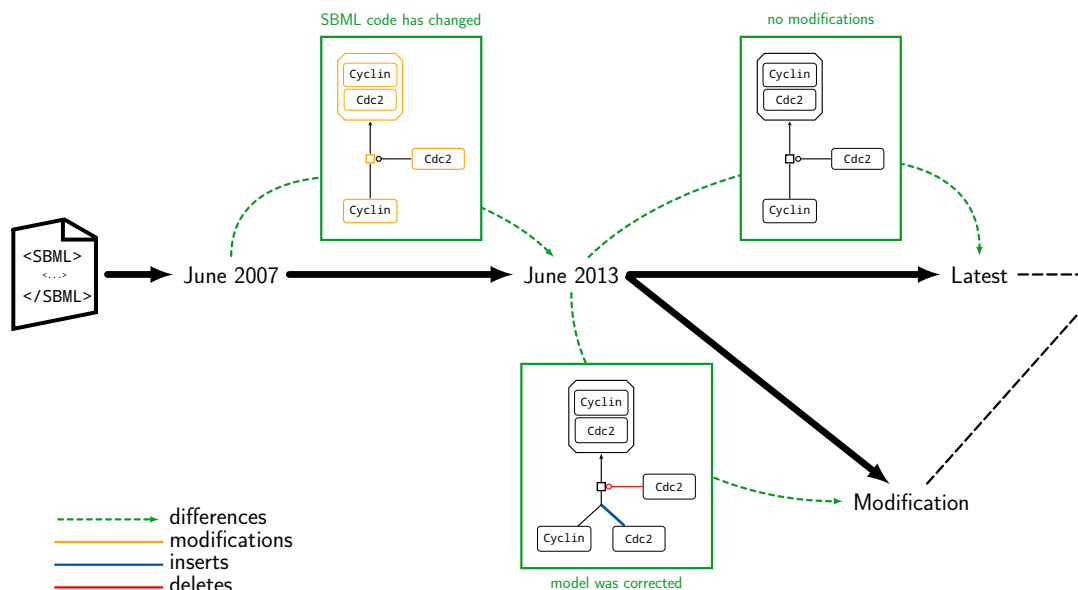 SBML code has changed
no modifications
Cyclin
Cdc2
Cdc2
Cyclin
Cyclin
Cdc2
Cdc2
Cyclin
<SBML>
<...>
</SBML>
June 2007
June 2013
Latest
Cyclin
Cdc2
Cdc2
Cyclin
Cdc2
model was corrected
Modification
differences
modifications
inserts
deletes